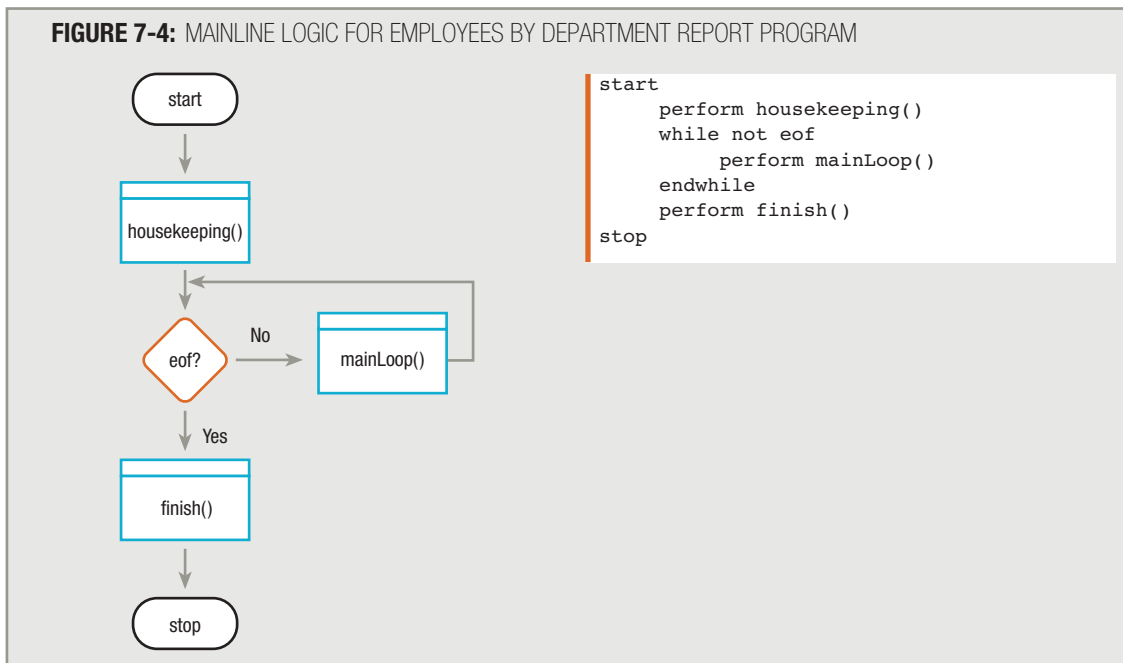 FIGURE 7-4: MAINLINE LOGIC FOR EMPLOYEES BY DEPARTMENT REPORT PROGRAM
start
housekeeping()
eof?
No
mainLoop()
Yes
finish()
stop
start
perform housekeeping()
while not eof
perform mainLoop()
endwhile
perform finish()
stop